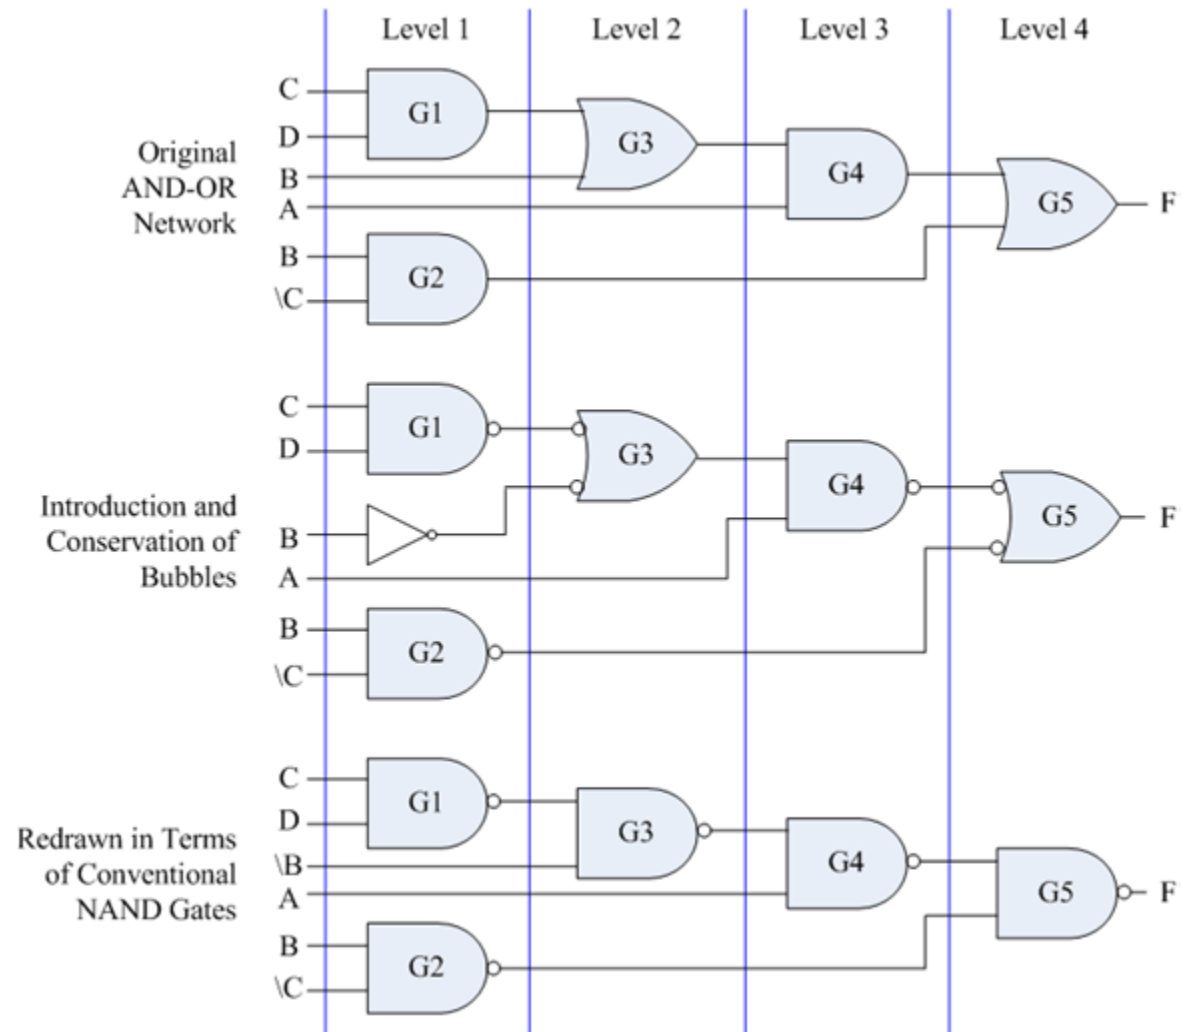 Level 1
Level 2
Level 3
Level 4
Original
AND-OR
Network
C
D
B
A
B
\C
G1
G2
G3
G4
G5
F
Introduction and
Conservation of
Bubbles
C
D
B
A
B
\C
G1
G2
G3
G4
G5
F
Redrawn in Terms
of Conventional
NAND Gates
C
D
\B
A
B
\C
G1
G2
G3
G4
G5
F